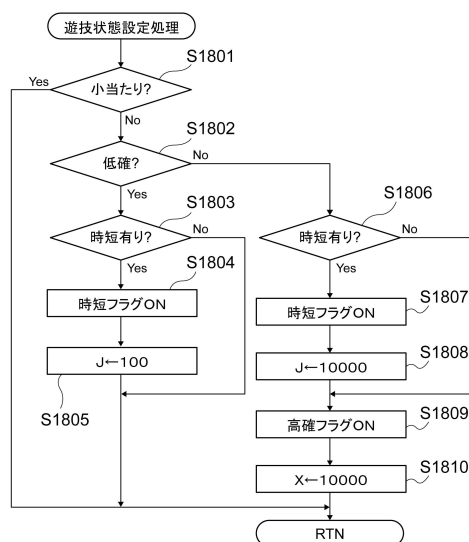 遊技状態設定処理
S1801
小当たり?
Yes
No
S1802
低確?
No
Yes
S1803
時短有り?
No
Yes
S1806
時短有り?
No
Yes
S1804
時短フラグON
S1807
時短フラグON
J←100
S1805
S1808
J←10000
S1809
高確フラグON
S1810
X←10000
RTN